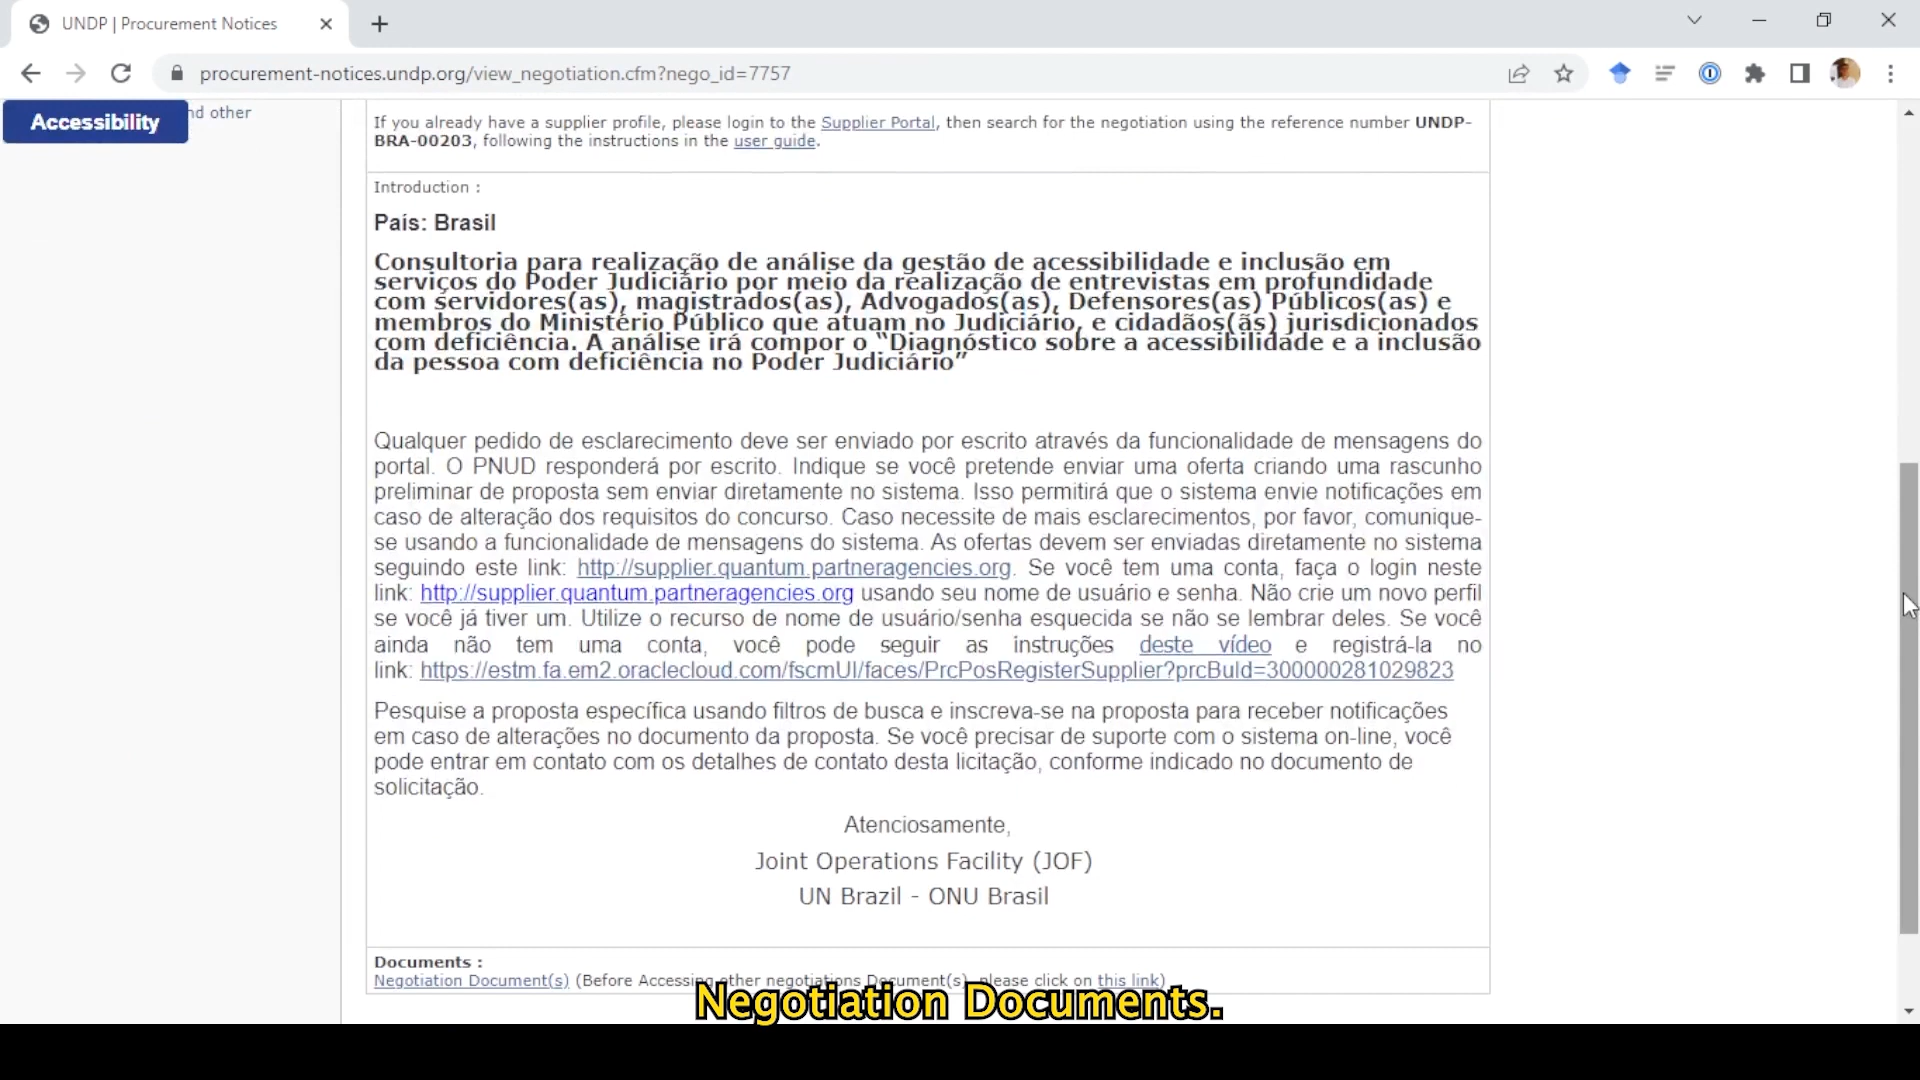 UNDP | Procurement Notices
procurement-notices.undp.org/view_negotiation.cfm?nego_id=7757
Accessibility
nd other
If you already have a supplier profile, please login to the Supplier Portal, then search for the negotiation using the reference number UNDP-
BRA-00203, following the instructions in the user guide.
Introduction :
País: Brasil
Consultoria para realização de análise da gestão de acessibilidade e inclusão em
serviços do Poder Judiciário por meio da realização de entrevistas em profundidade
com servidores(as), magistrados(as), Advogados(as), Defensores(as) Públicos(as) e
membros do Ministério Público que atuam no Judiciário, e cidadãos(ãs) jurisdicionados
com deficiência. A análise irá compor o “Diagnóstico sobre a acessibilidade e a inclusão
da pessoa com deficiência no Poder Judiciário”
Qualquer pedido de esclarecimento deve ser enviado por escrito através da funcionalidade de mensagens do
portal. O PNUD responderá por escrito. Indique se você pretende enviar uma oferta criando uma rascunho
preliminar de proposta sem enviar diretamente no sistema. Isso permitirá que o sistema envie notificações em
caso de alteração dos requisitos do concurso. Caso necessite de mais esclarecimentos, por favor, comunique-
se usando a funcionalidade de mensagens do sistema. As ofertas devem ser enviadas diretamente no sistema
seguindo este link: http://supplier.quantum.partneragencies.org. Se você tem uma conta, faça o login neste
link: http://supplier.quantum.partneragencies.org usando seu nome de usuário e senha. Não crie um novo perfil
se você já tiver um. Utilize o recurso de nome de usuário/senha esquecida se não se lembrar deles. Se você
ainda não tem uma conta, você pode seguir as instruções deste vídeo e registrá-la no
link: https://estm.fa.em2.oraclecloud.com/fscmUI/faces/PrcPosRegisterSupplier?prcBuId=300000281029823
Pesquise a proposta específica usando filtros de busca e inscreva-se na proposta para receber notificações
em caso de alterações no documento da proposta. Se você precisar de suporte com o sistema on-line, você
pode entrar em contato com os detalhes de contato desta licitação, conforme indicado no documento de
solicitação.
Atenciosamente,
Joint Operations Facility (JOF)
UN Brazil - ONU Brasil
Documents :
Negotiation Document(s) (Before Accessing other negotiations Document(s), please click on this link)
Negotiation Documents.